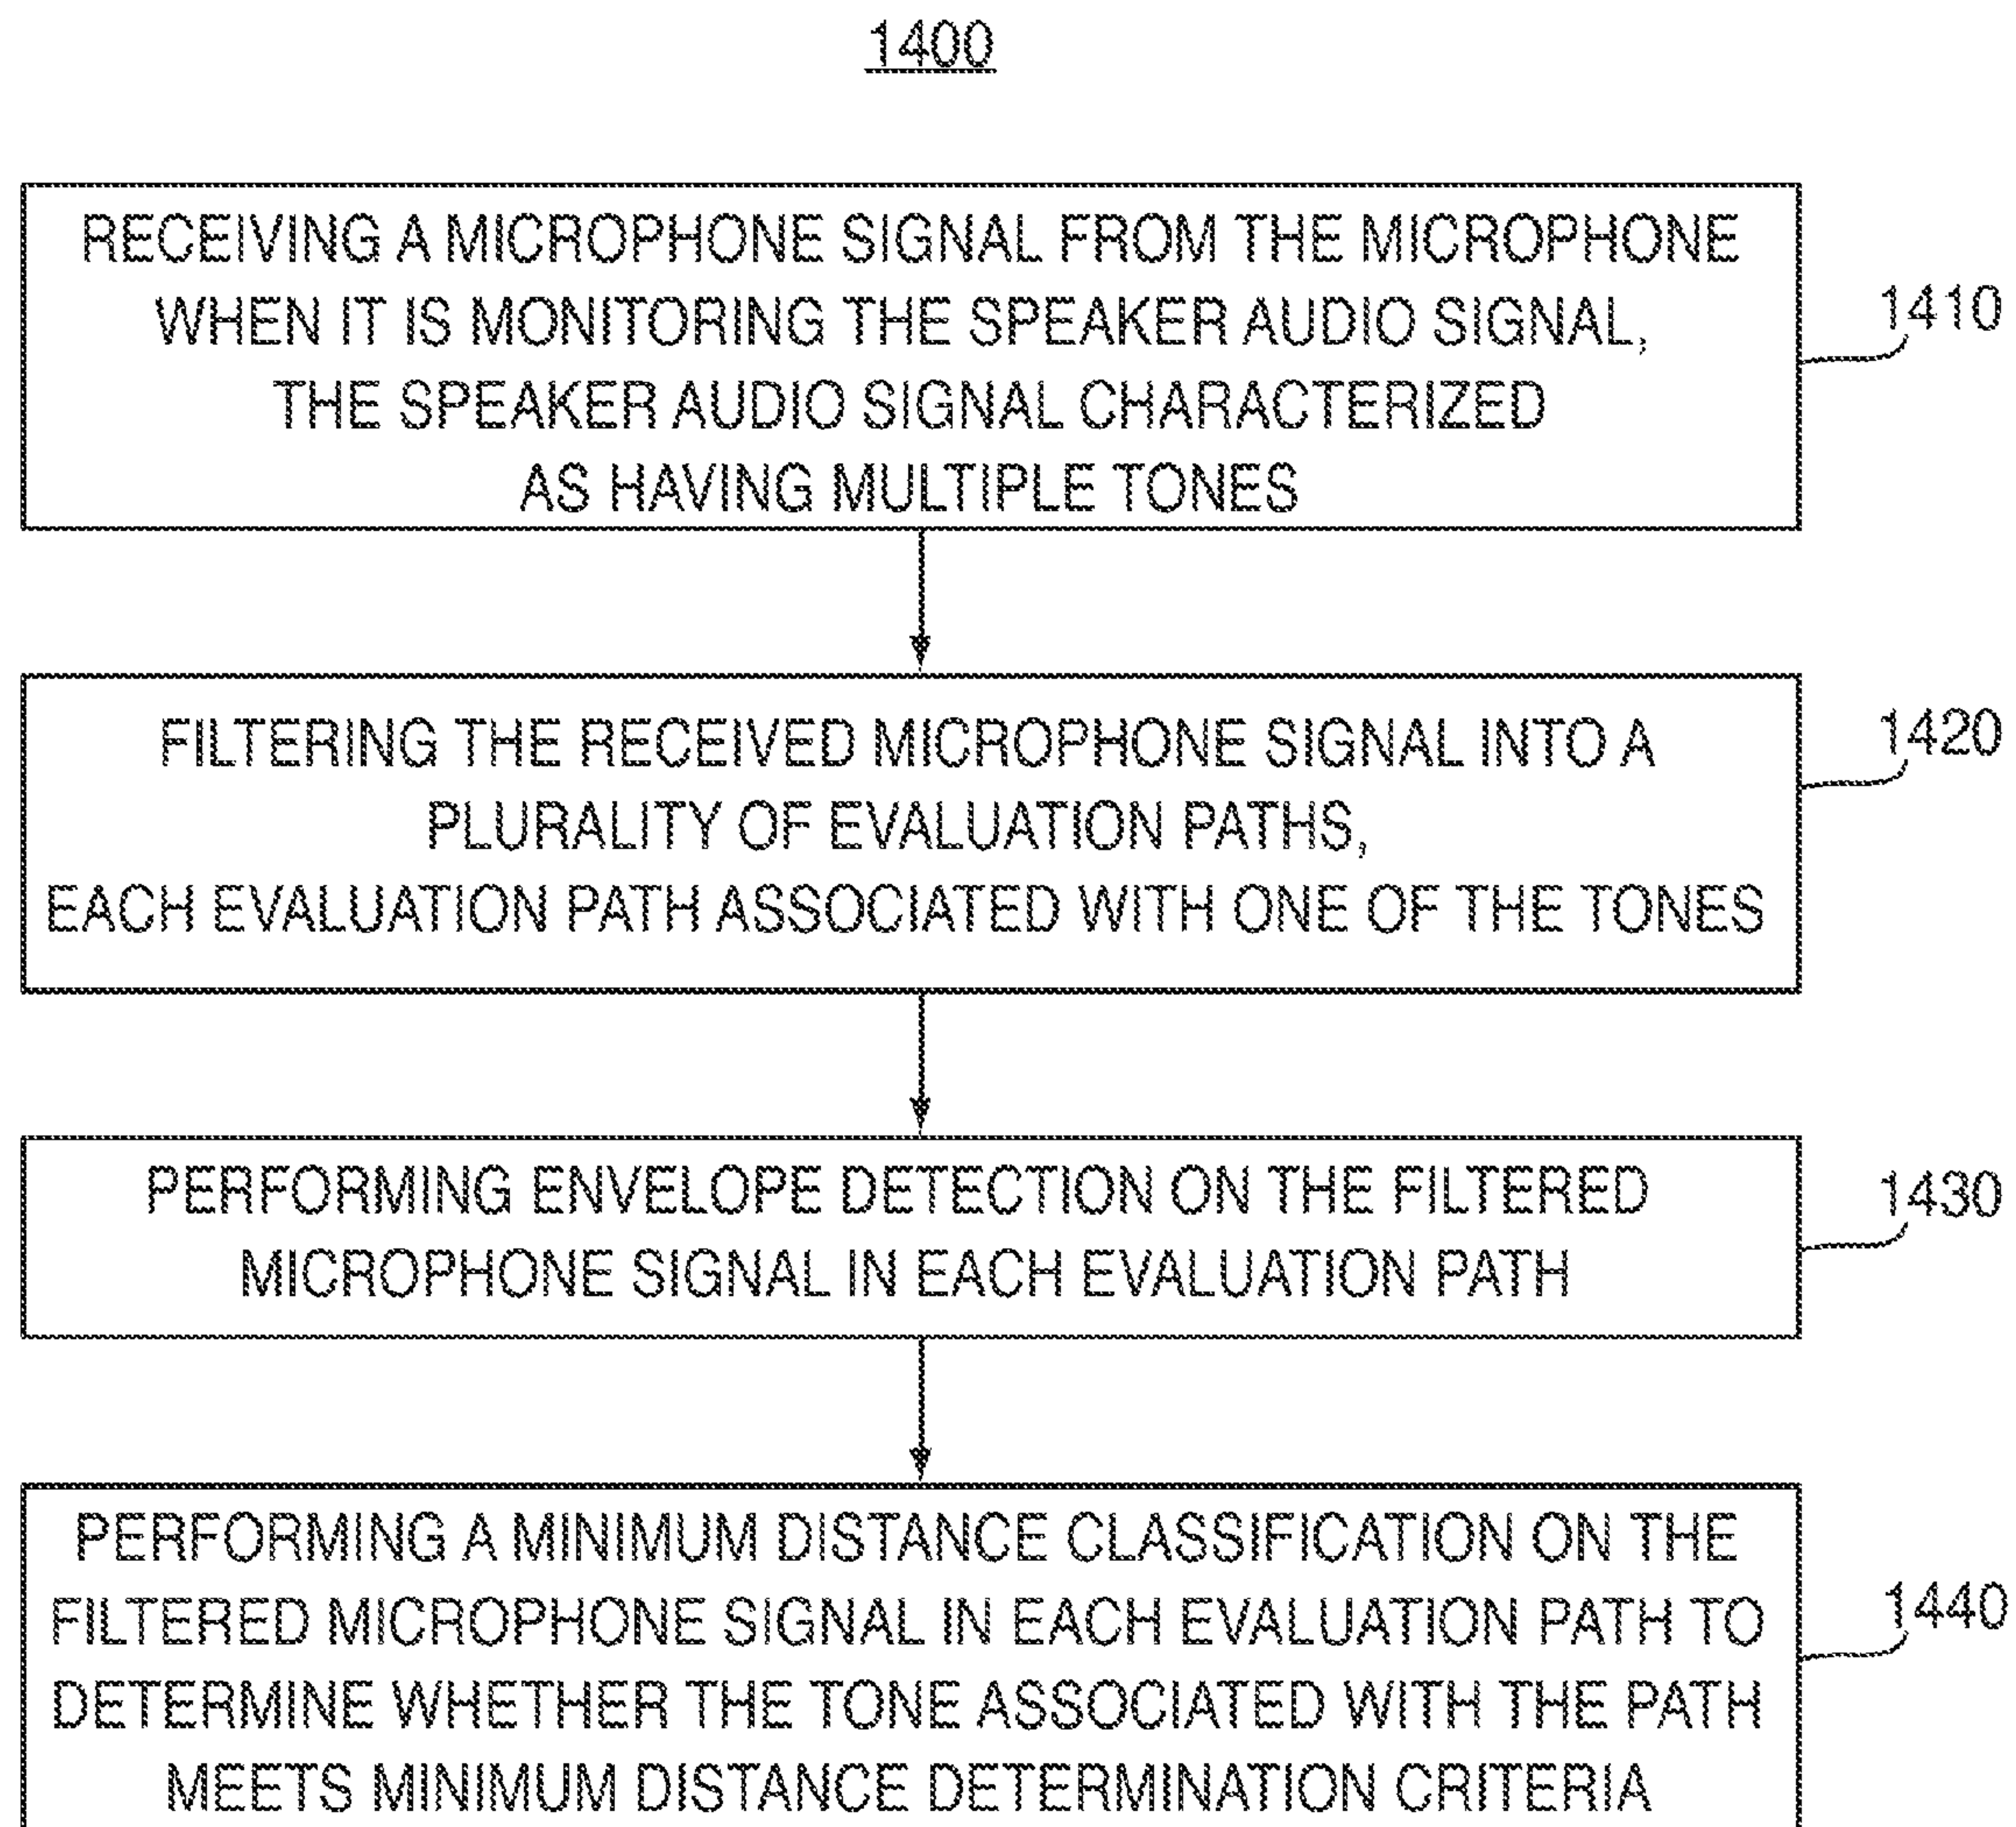 1400
RECEIVING A MICROPHONE SIGNAL FROM THE MICROPHONE
WHEN IT IS MONITORING THE SPEAKER AUDIO SIGNAL,
THE SPEAKER AUDIO SIGNAL CHARACTERIZED
AS HAVING MULTIPLE TONES
1410
FILTERING THE RECEIVED MICROPHONE SIGNAL INTO A
PLURALITY OF EVALUATION PATHS,
EACH EVALUATION PATH ASSOCIATED WITH ONE OF THE TONES
1420
PERFORMING ENVELOPE DETECTION ON THE FILTERED
MICROPHONE SIGNAL IN EACH EVALUATION PATH
1430
PERFORMING A MINIMUM DISTANCE CLASSIFICATION ON THE
FILTERED MICROPHONE SIGNAL IN EACH EVALUATION PATH TO
DETERMINE WHETHER THE TONE ASSOCIATED WITH THE PATH
MEETS MINIMUM DISTANCE DETERMINATION CRITERIA
1440